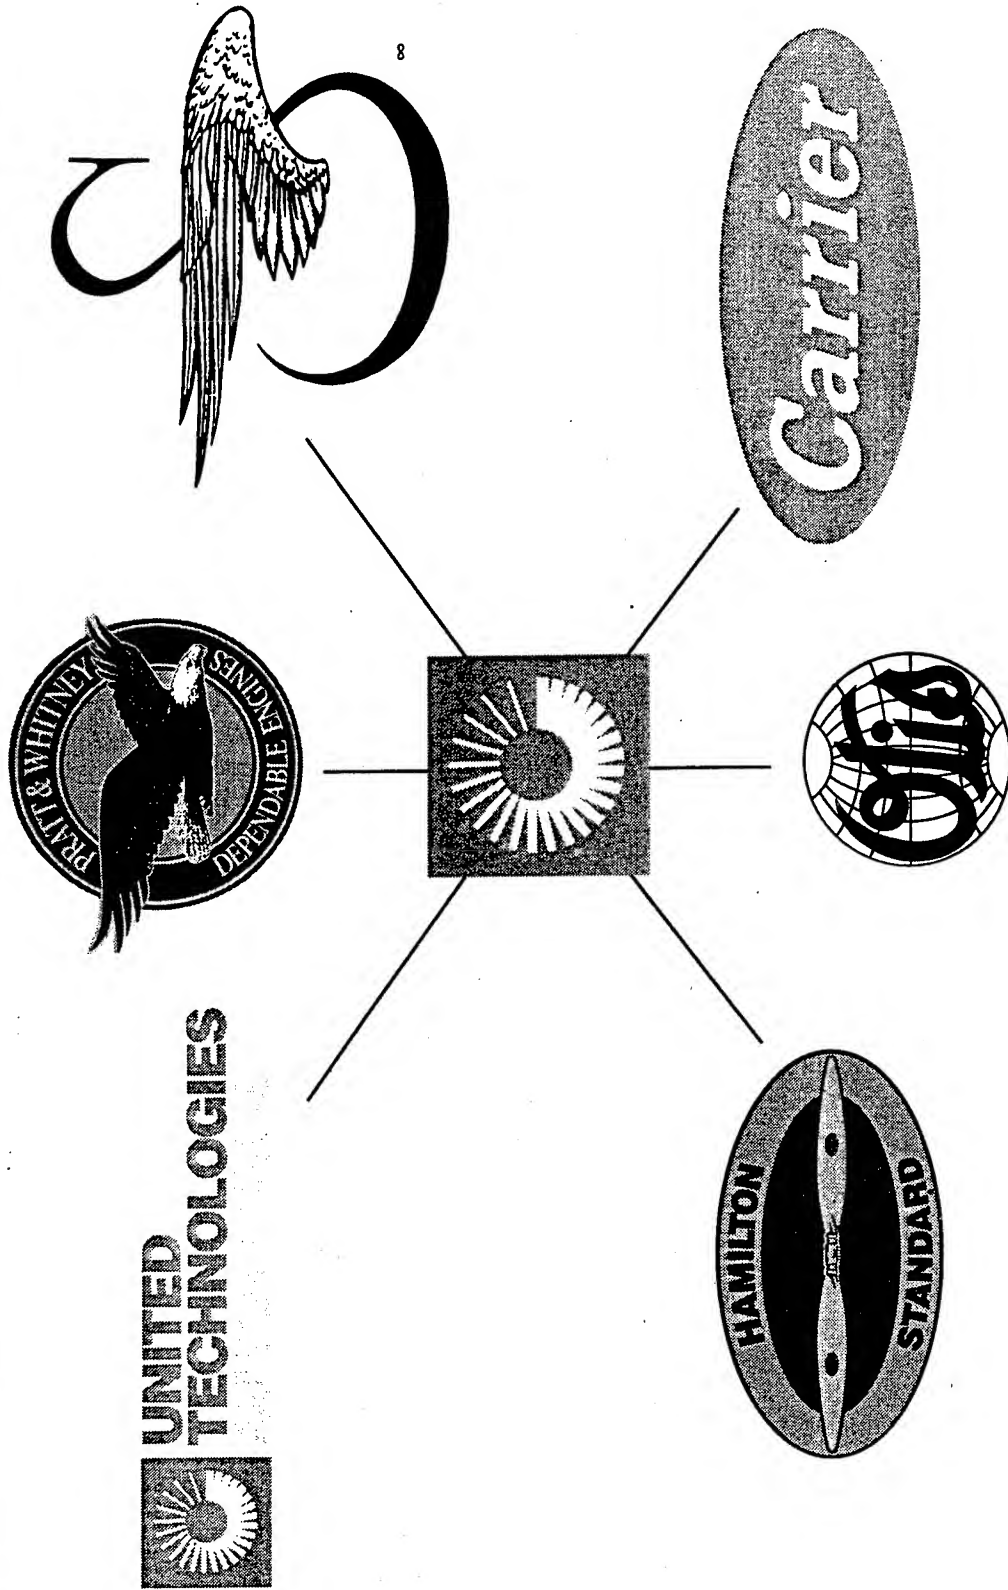 UNITED
TECHNOLOGIES
PRATT & WHITNEY
DEPENDABLE ENGINES
S
8
HAMILTON
STANDARD
Otis
Carrier